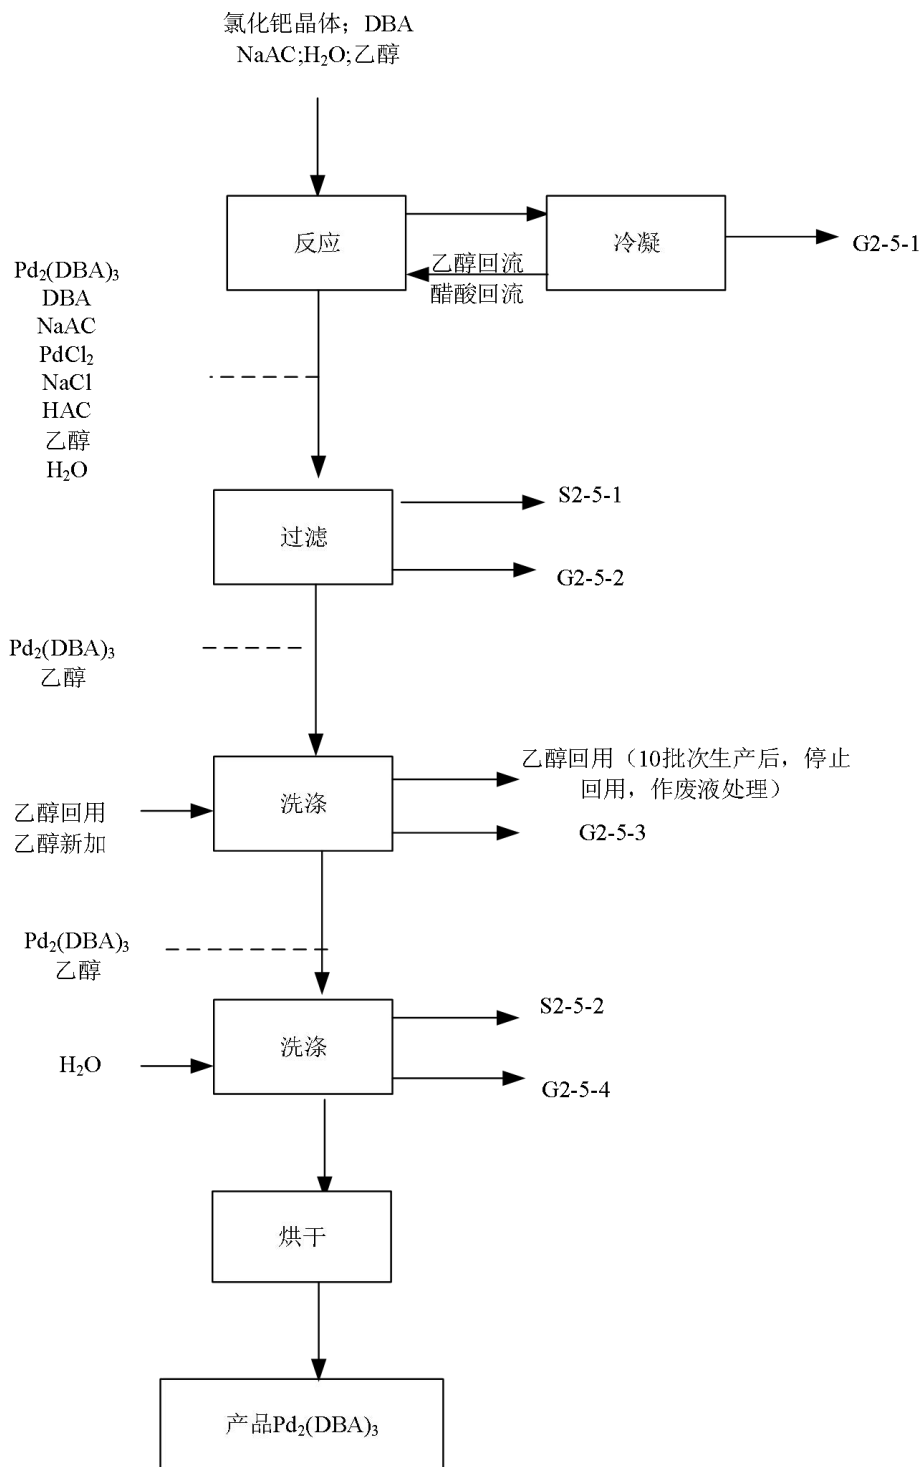 氯化钯晶体；DBA
NaAC;H₂O;乙醇
反应
冷凝
G2-5-1
乙醇回流
醋酸回流
Pd₂(DBA)₃
DBA
NaAC
PdCl₂
NaCl
HAC
乙醇
H₂O
过滤
S2-5-1
G2-5-2
Pd₂(DBA)₃
乙醇
洗涤
乙醇回用（10批次生产后，停止
回用，作废液处理）
G2-5-3
乙醇回用
乙醇新加
Pd₂(DBA)₃
乙醇
洗涤
S2-5-2
G2-5-4
H₂O
烘干
产品Pd₂(DBA)₃